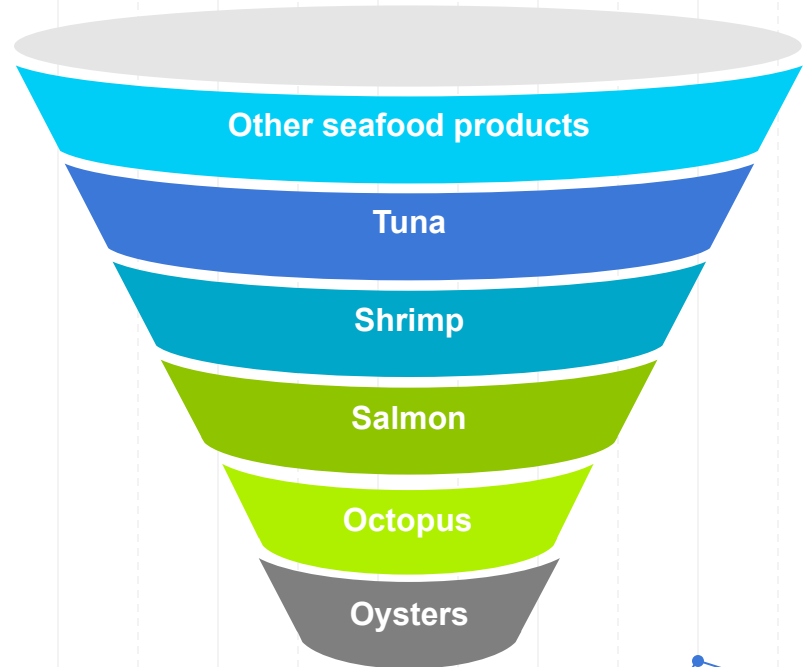 Other seafood products
Tuna
Shrimp
Salmon
Octopus
Oysters